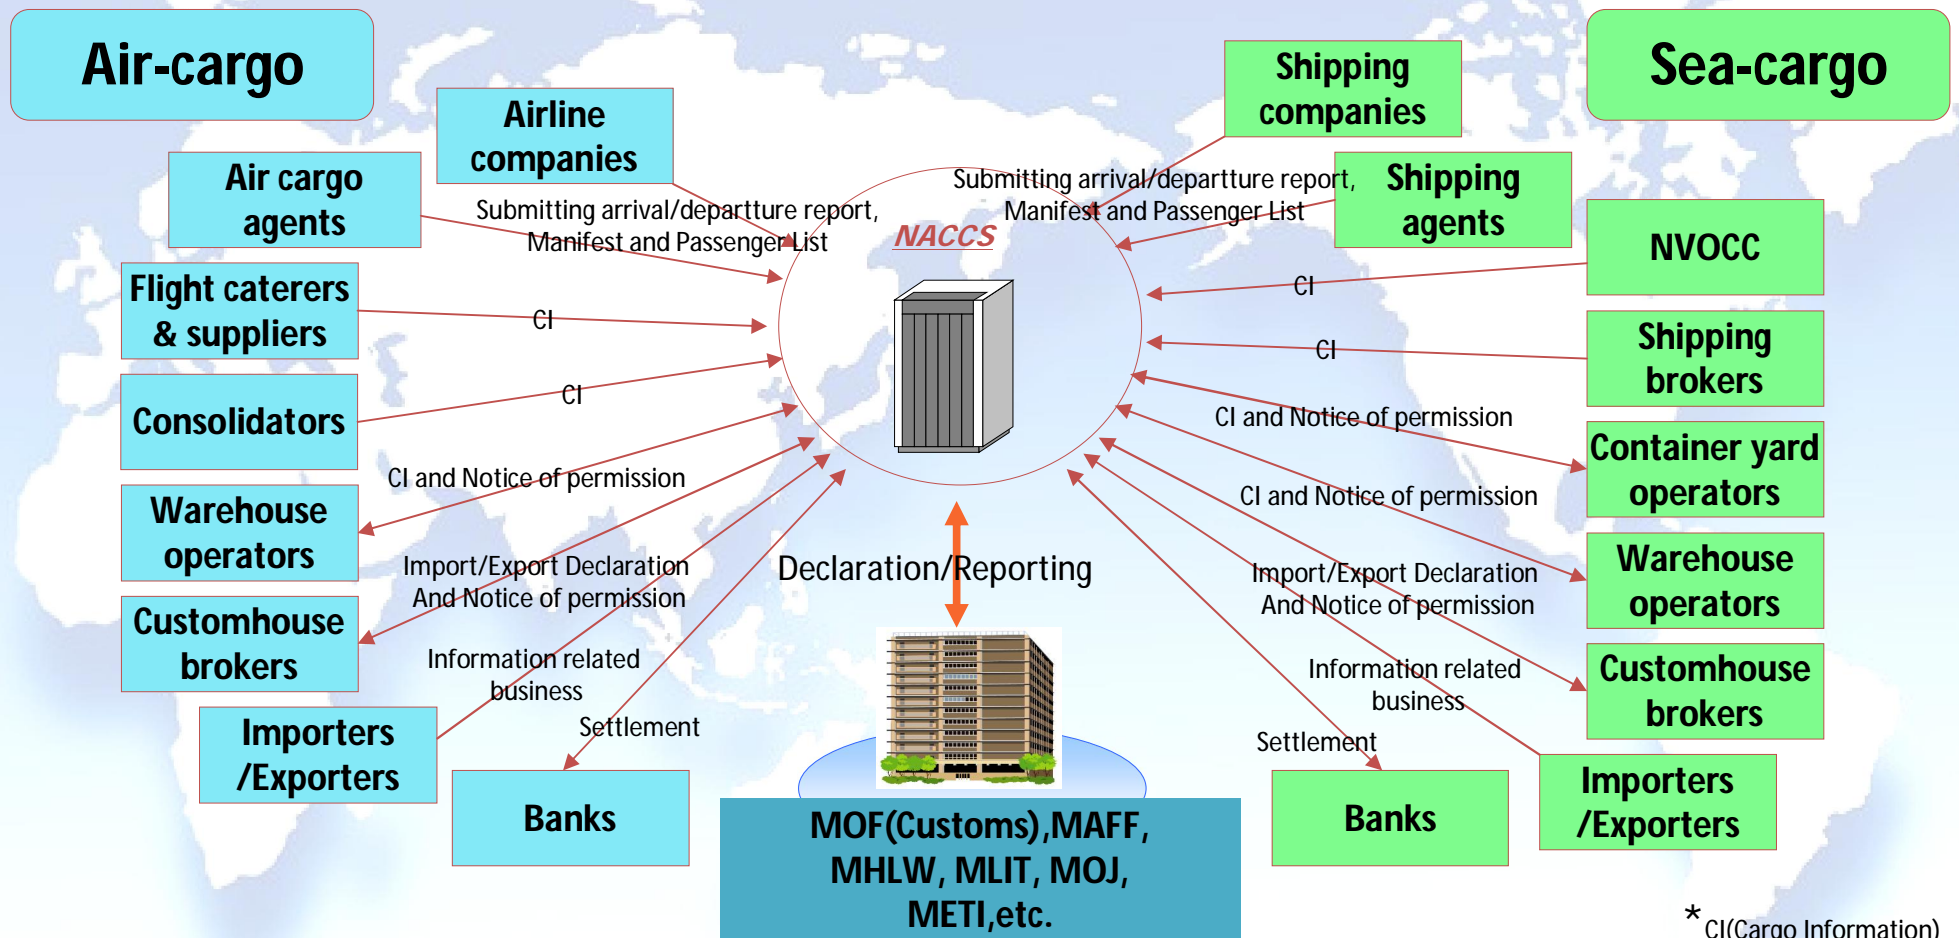 Air-cargo
Sea-cargo
Airline
companies
Shipping
companies
Air cargo
agents
Shipping
agents
Submitting arrival/departture report,
Manifest and Passenger List
Submitting arrival/departture report,
Manifest and Passenger List
NACCS
NVOCC
Flight caterers
& suppliers
CI
CI
Shipping
brokers
CI
Consolidators
CI
CI and Notice of permission
Container yard
operators
CI and Notice of permission
CI and Notice of permission
Warehouse
operators
Warehouse
operators
Import/Export Declaration
And Notice of permission
Declaration/Reporting
Import/Export Declaration
And Notice of permission
Customhouse
brokers
Customhouse
brokers
Information related
business
Information related
business
Importers
/Exporters
Settlement
Settlement
Importers
/Exporters
Banks
Banks
MOF(Customs),MAFF,
MHLW, MLIT, MOJ,
METI,etc.
*CI(Cargo Information)